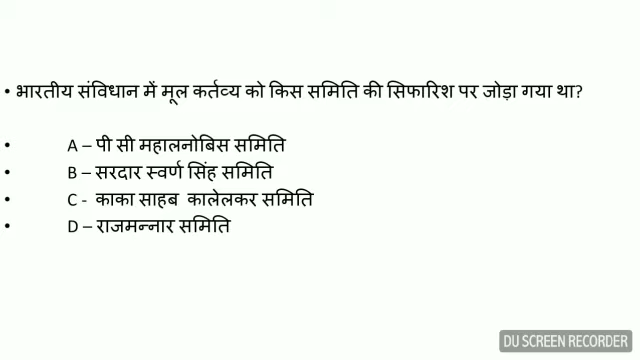 • भारतीय संविधान में मूल कर्तव्य को किस समिति की सिफारिश पर जोड़ा गया था?
• A – पी सी महालनोबिस समिति
• B – सरदार स्वर्ण सिंह समिति
• C - काका साहब कालेलकर समिति
• D – राजमन्नार समिति
DU SCREEN RECORDER